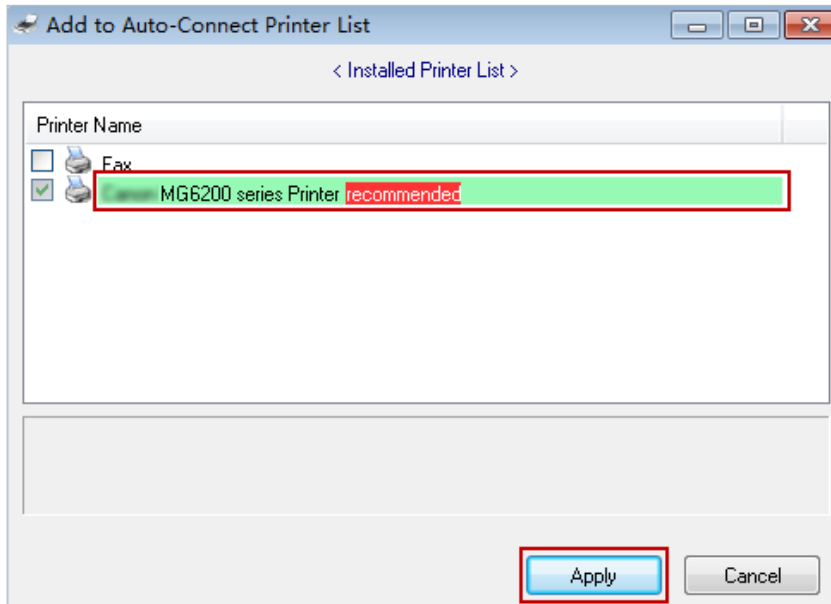 Add to Auto-Connect Printer List
< Installed Printer List >
Printer Name
Fax
MG6200 series Printer recommended
Apply
Cancel